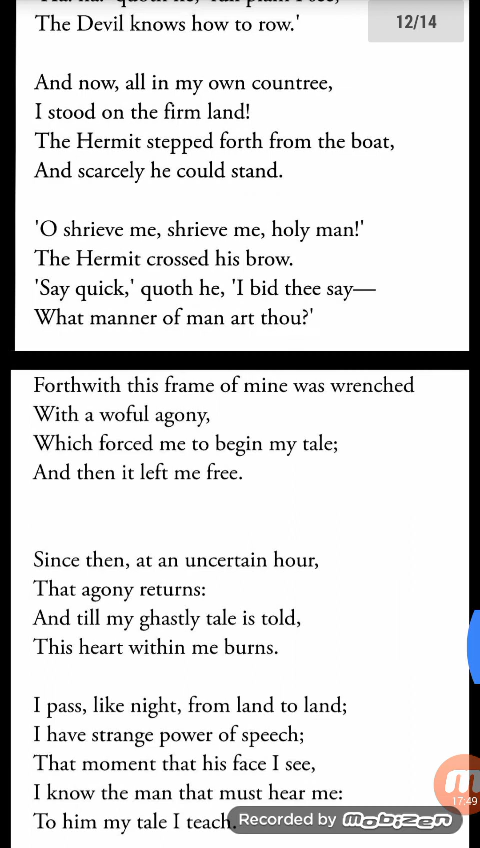 The Devil knows how to row.'
12/14
And now, all in my own countree,
I stood on the firm land!
The Hermit stepped forth from the boat,
And scarcely he could stand.
'O shrieve me, shrieve me, holy man!'
The Hermit crossed his brow.
'Say quick,' quoth he, 'I bid thee say—
What manner of man art thou?'
Forthwith this frame of mine was wrenched
With a woful agony,
Which forced me to begin my tale;
And then it left me free.
Since then, at an uncertain hour,
That agony returns:
And till my ghastly tale is told,
This heart within me burns.
I pass, like night, from land to land;
I have strange power of speech;
That moment that his face I see,
I know the man that must hear me:
To him my tale I teach.
17:49
Recorded by mobizen